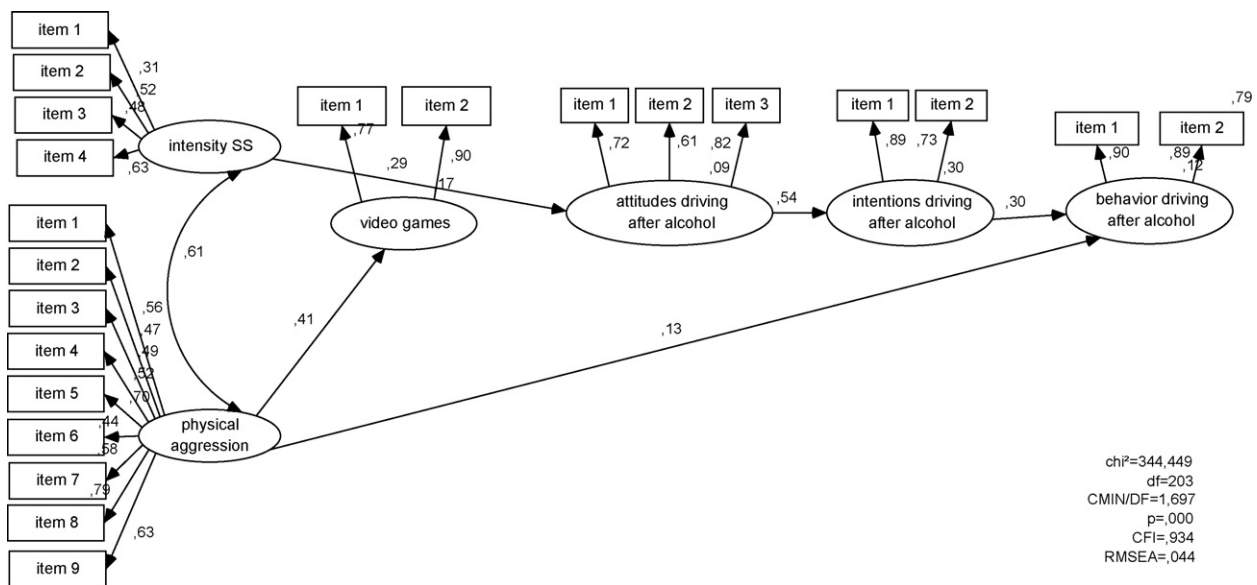 item 1
item 2
item 3
item 4
,31
,52
,48
,63
intensity SS
item 1
item 2
,77
,90
,17
video games
,29
item 1
item 2
item 3
,72
,61
,82
,09
attitudes driving
after alcohol
,54
item 1
item 2
,89
,73
,30
intentions driving
after alcohol
,30
,79
item 1
item 2
,90
,89
,12
behavior driving
after alcohol
,61
,41
,13
item 1
item 2
item 3
item 4
item 5
item 6
item 7
item 8
item 9
,56
,47
,49
,52
,70
,44
,58
,79
,63
physical
aggression
chi²=344,449
df=203
CMIN/DF=1,697
p=,000
CFI=,934
RMSEA=,044